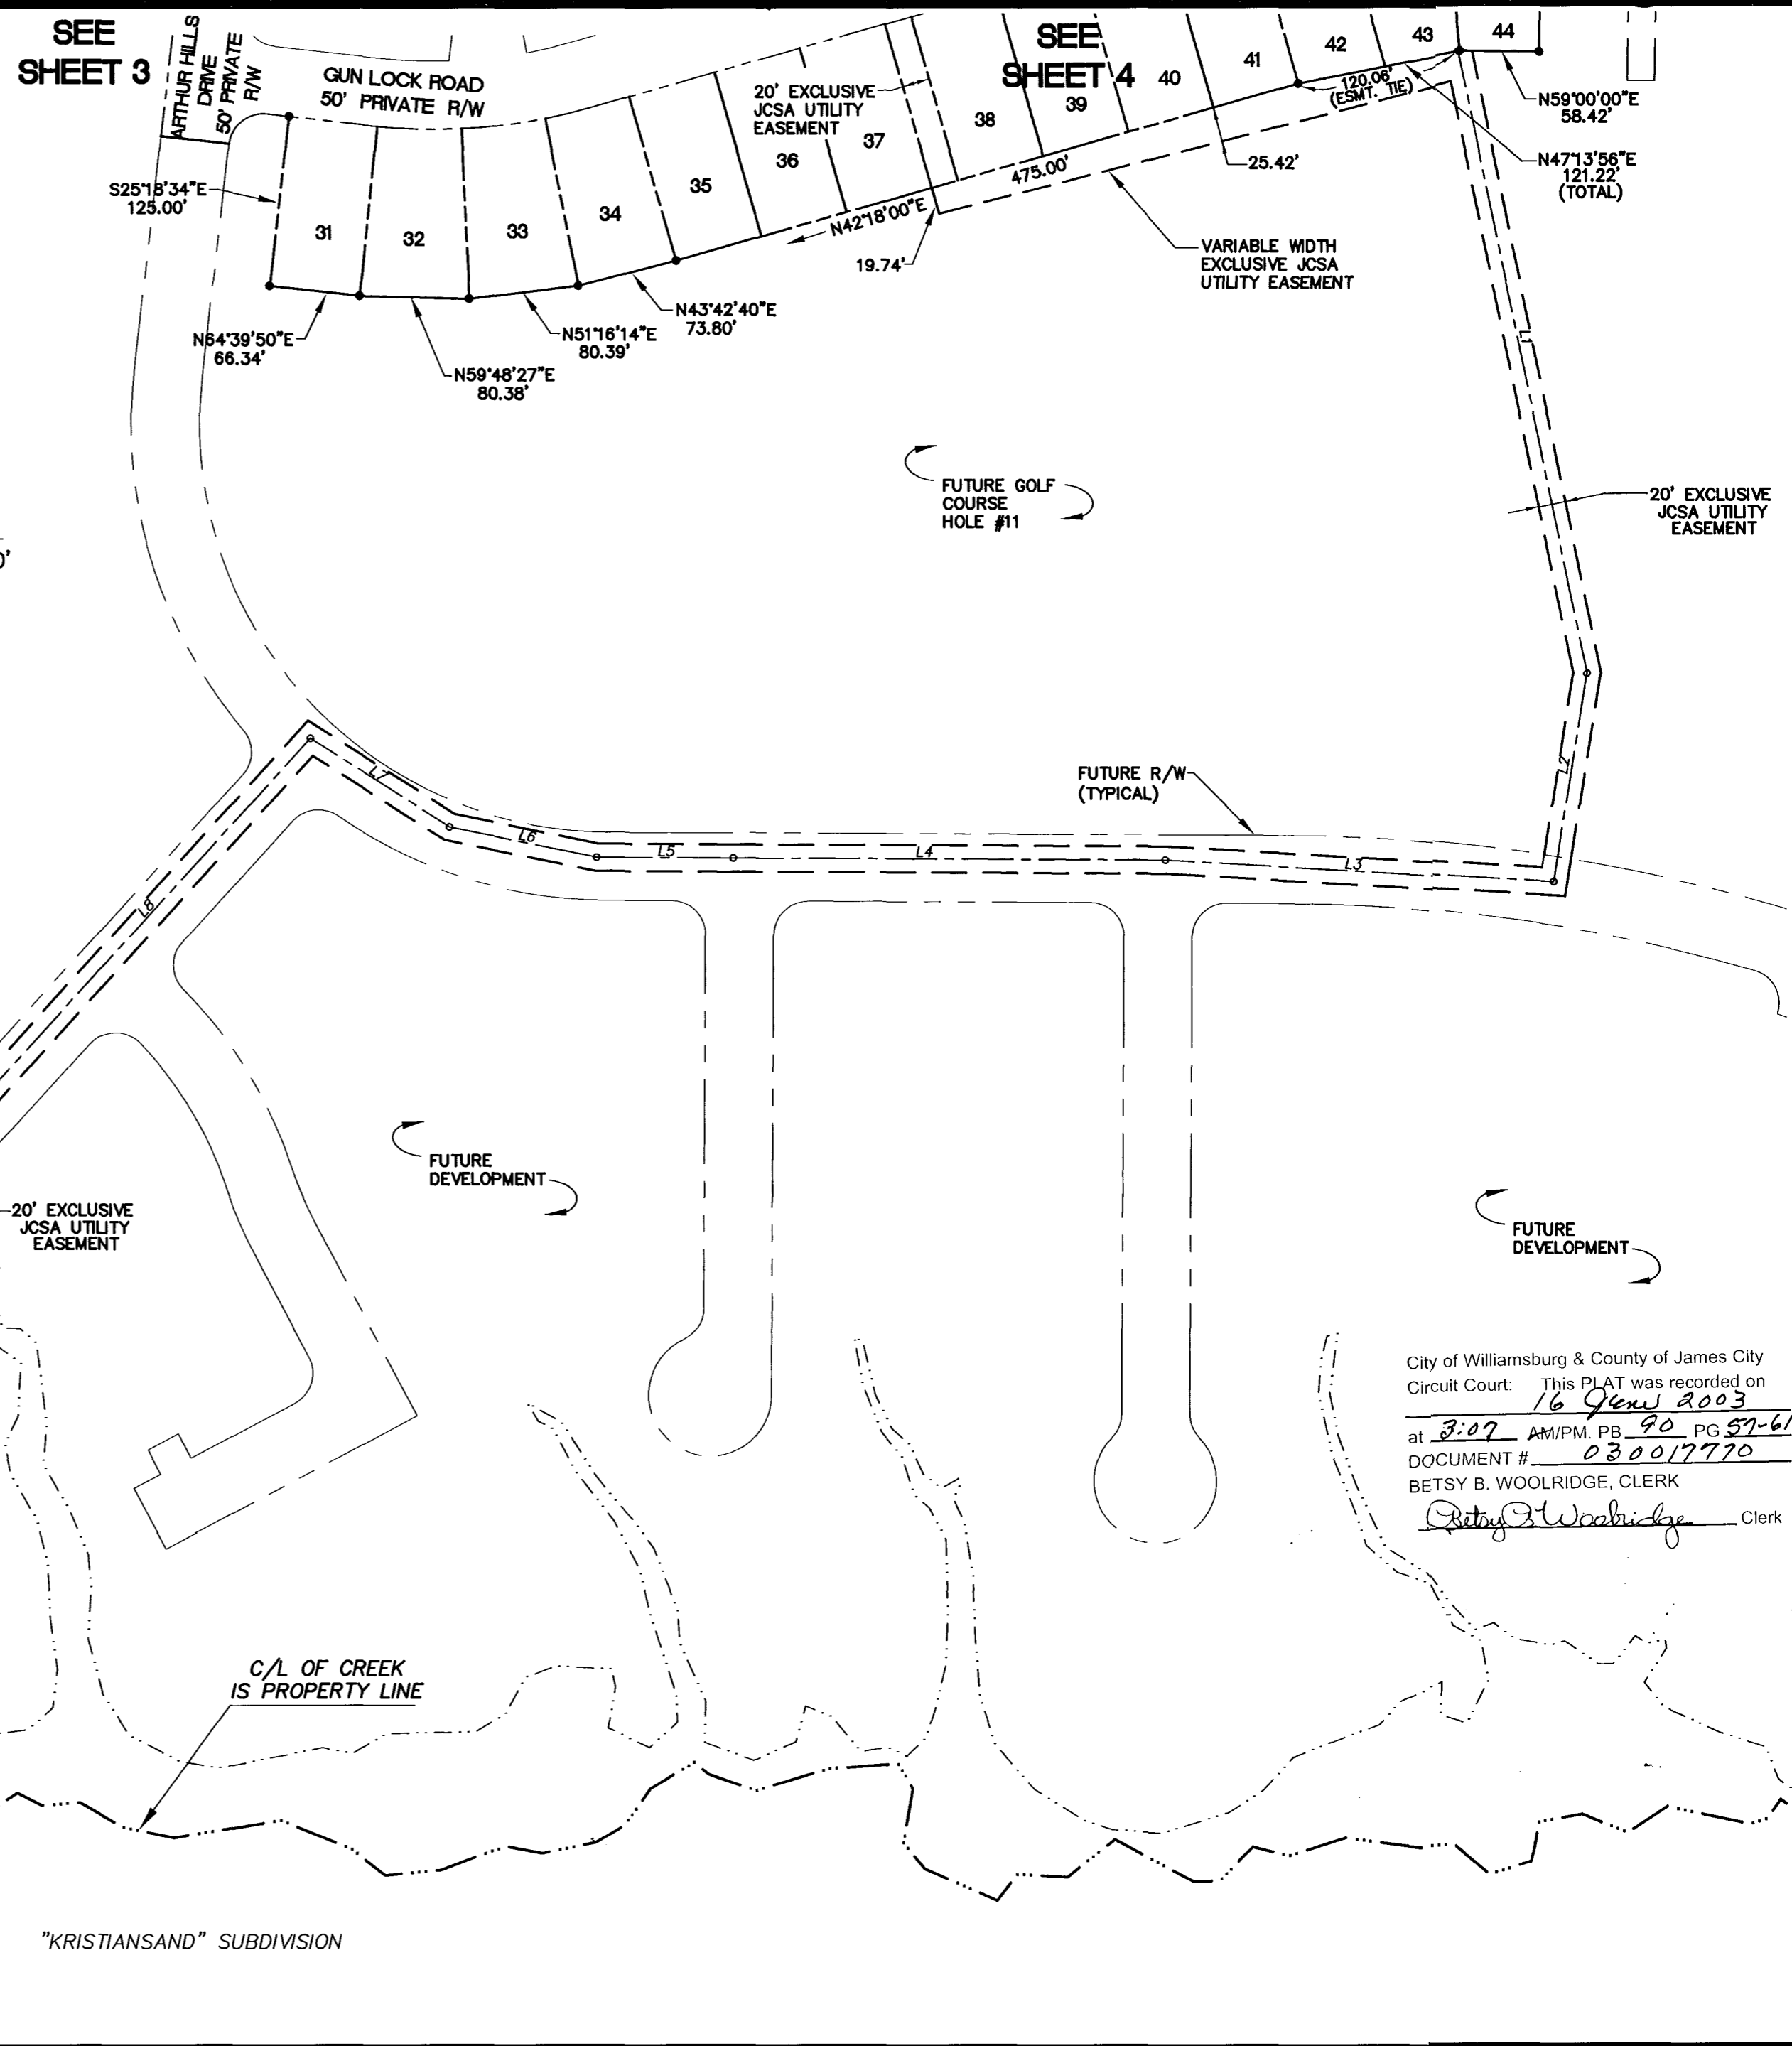 SEE
SHEET 3
ARTHUR HILLS
DRIVE
50' PRIVATE
R/W
GUN LOCK ROAD
50' PRIVATE R/W
20' EXCLUSIVE
JCSA UTILITY
EASEMENT
SEE
SHEET 4
31
32
33
34
35
36
37
38
39
40
41
42
43
44
120.06'
(ESMT. TIE)
N59°00'00"E
58.42'
N47°13'56"E
121.22'
(TOTAL)
25.42'
475.00'
N42°18'00"E
19.74'
S25°18'34"E
125.00'
VARIABLE WIDTH
EXCLUSIVE JCSA
UTILITY EASEMENT
N64°39'50"E
66.34'
N59°48'27"E
80.38'
N51°16'14"E
80.39'
N43°42'40"E
73.80'
L1
FUTURE GOLF
COURSE
HOLE #11
20' EXCLUSIVE
JCSA UTILITY
EASEMENT
0'
L2
FUTURE R/W
(TYPICAL)
L7
L6
L5
L4
L3
L8
FUTURE
DEVELOPMENT
20' EXCLUSIVE
JCSA UTILITY
EASEMENT
FUTURE
DEVELOPMENT
City of Williamsburg & County of James City
Circuit Court: This PLAT was recorded on
16 June 2003
at 3:07 AM/PM. PB 90 PG 57-61
DOCUMENT # 030017770
BETSY B. WOOLRIDGE, CLERK
Betsy B Woolridge Clerk
C/L OF CREEK
IS PROPERTY LINE
"KRISTIANSAND" SUBDIVISION